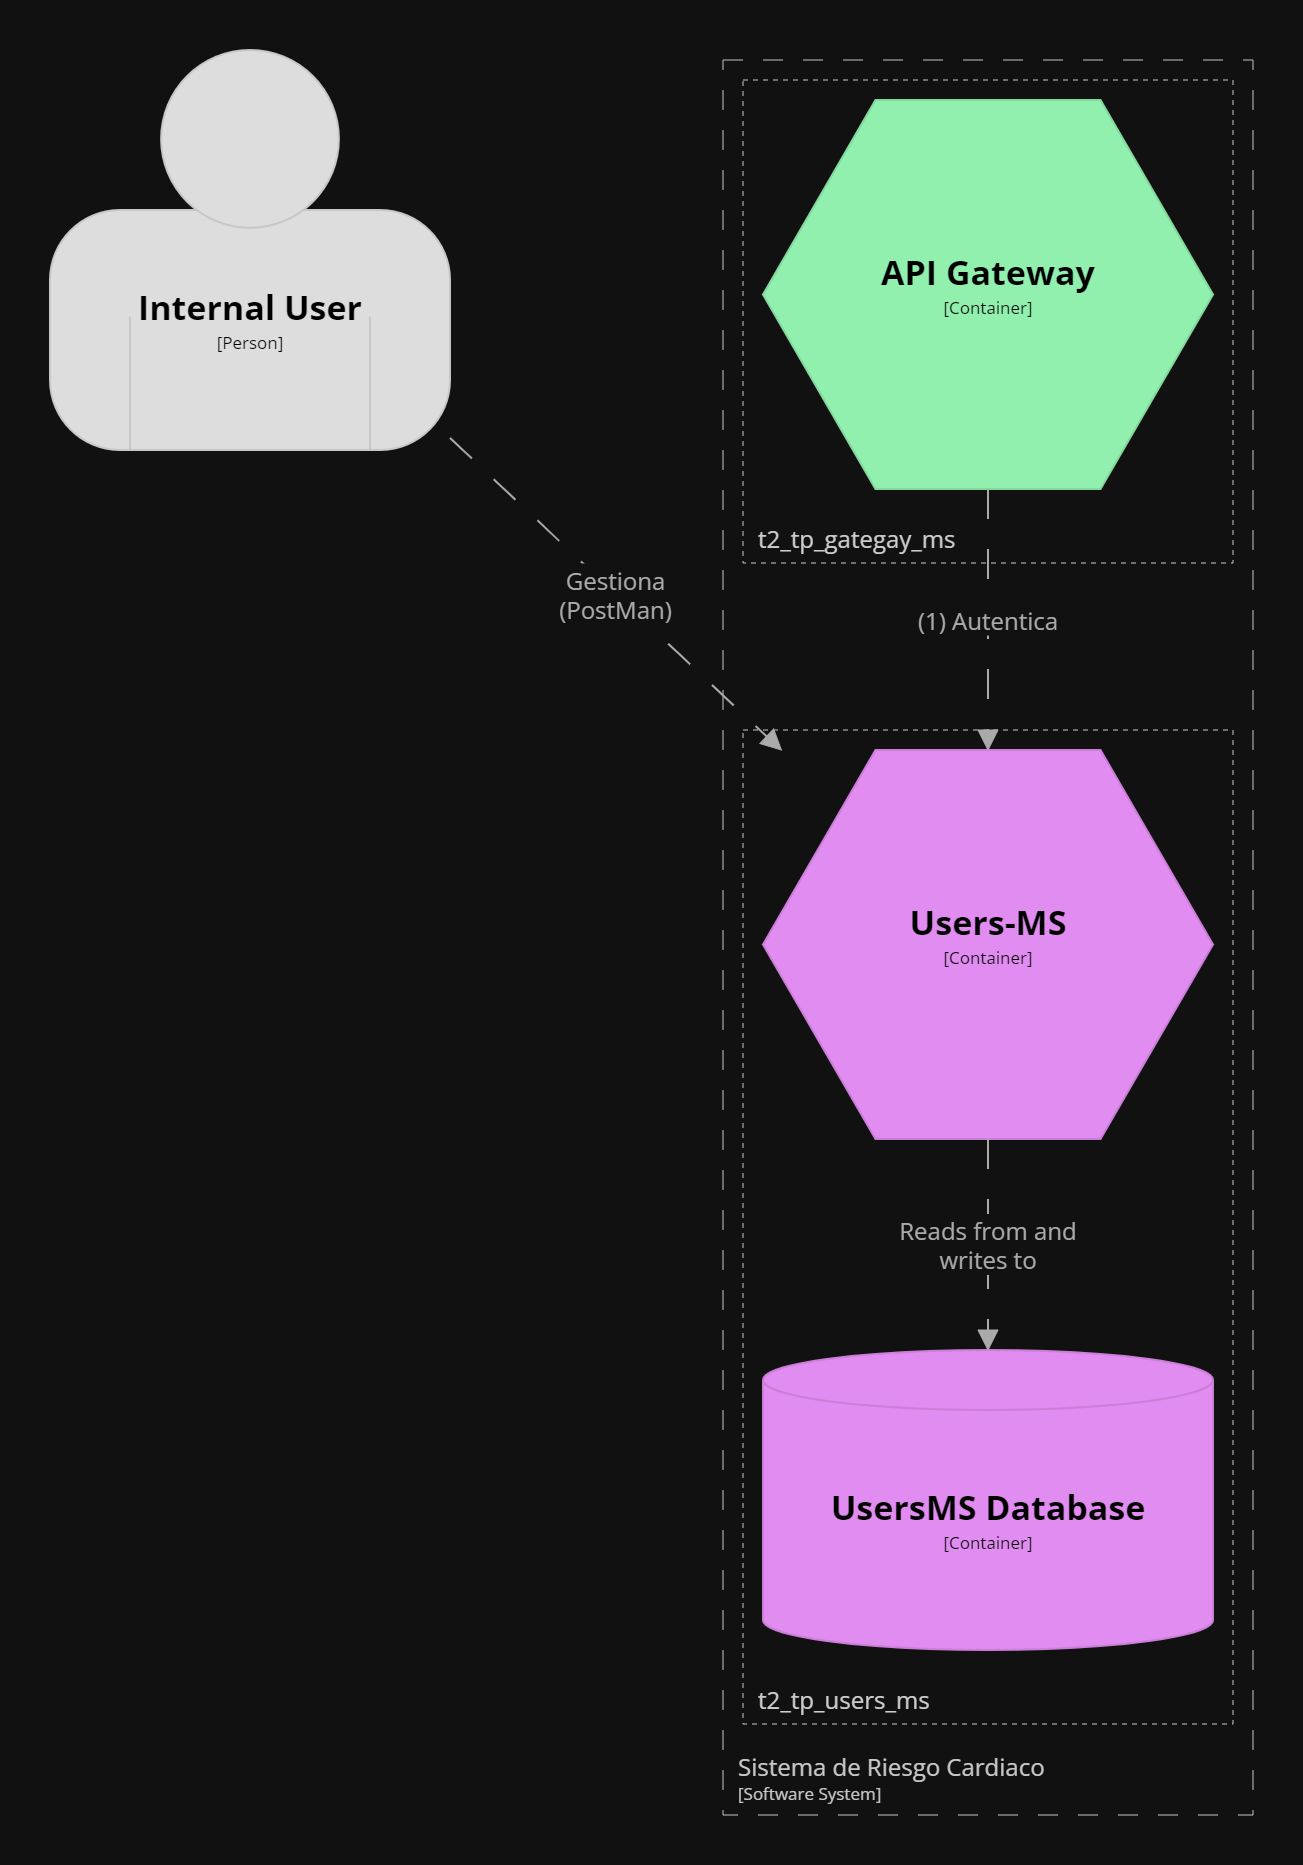 Internal User
[Person]
API Gateway
[Container]
t2_tp_gategay_ms
Gestiona
(PostMan)
(1) Autentica
Users-MS
[Container]
Reads from and
writes to
UsersMS Database
[Container]
t2_tp_users_ms
Sistema de Riesgo Cardiaco
[Software System]